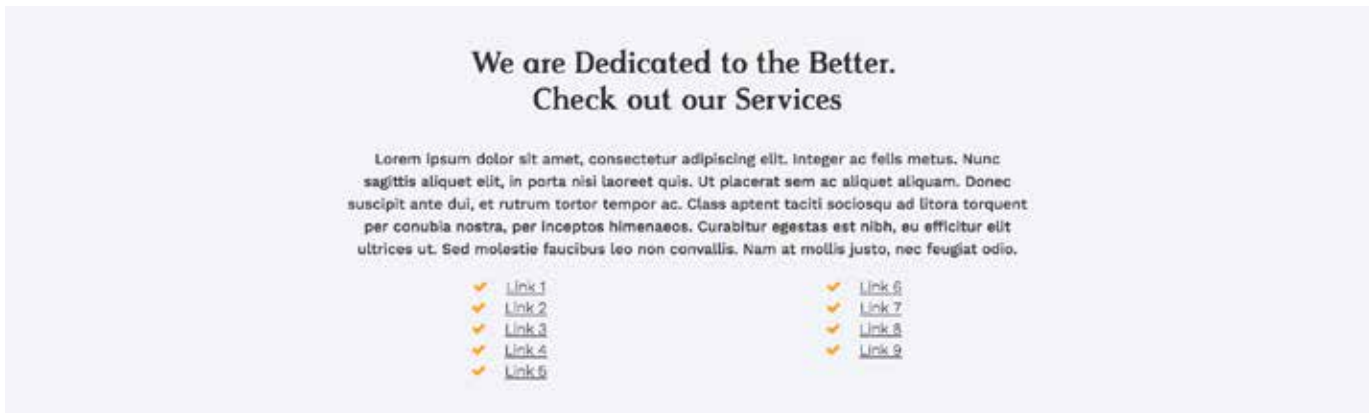 We are Dedicated to the Better.
Check out our Services
Lorem ipsum dolor sit amet, consectetur adipiscing elit. Integer ac felis metus. Nunc
sagittis aliquet elit, in porta nisi laoreet quis. Ut placerat sem ac aliquet aliquam. Donec
suscipit ante dui, et rutrum tortor tempor ac. Class aptent taciti sociosqu ad litora torquent
per conubia nostra, per inceptos himenaeos. Curabitur egestas est nibh, eu efficitur elit
ultrices ut. Sed molestie faucibus leo non convallis. Nam at mollis justo, nec feugiat odio.
Link 1
Link 2
Link 3
Link 4
Link 5
Link 6
Link 7
Link 8
Link 9